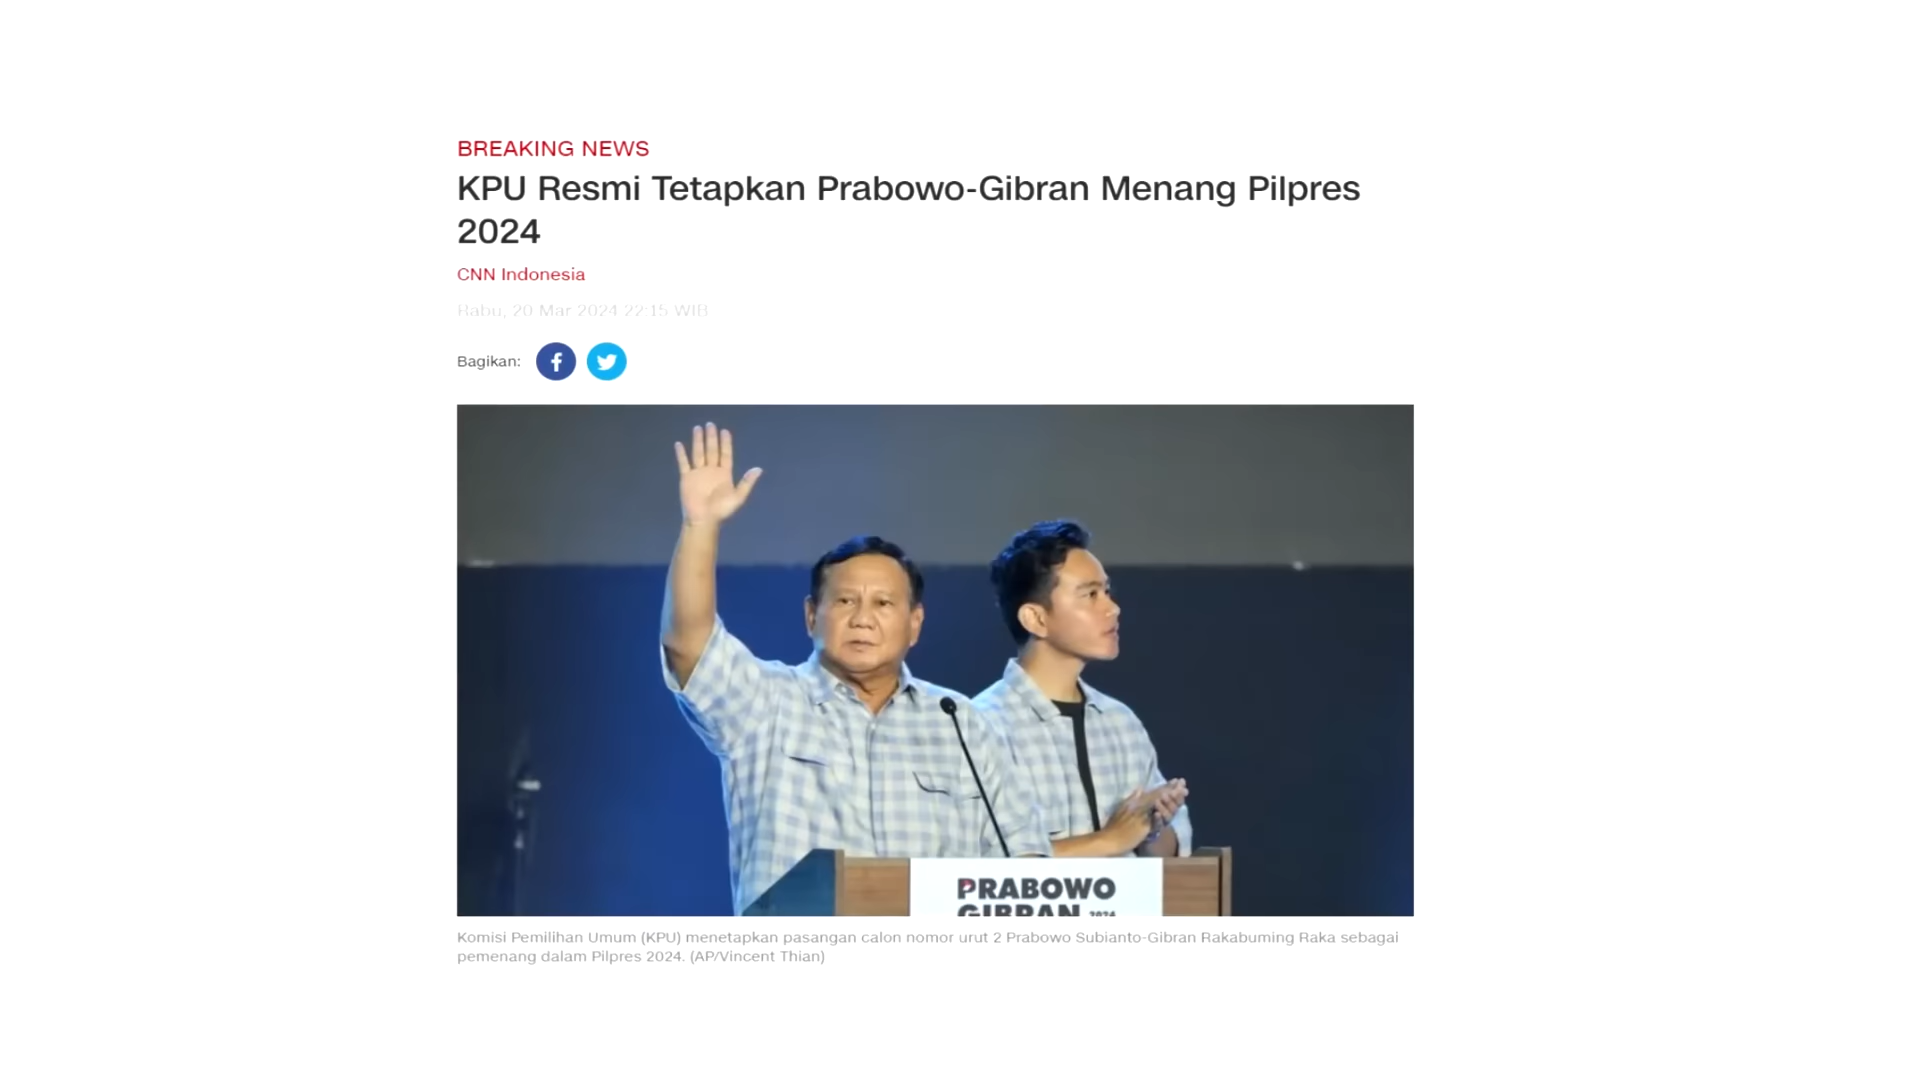 BREAKING NEWS
KPU Resmi Tetapkan Prabowo-Gibran Menang Pilpres
2024
CNN Indonesia
Rabu, 20 Mar 2024 22:15 WIB
Bagikan:
PRABOWO
GIBRAN 2024
Komisi Pemilihan Umum (KPU) menetapkan pasangan calon nomor urut 2 Prabowo Subianto-Gibran Rakabuming Raka sebagai
pemenang dalam Pilpres 2024. (AP/Vincent Thian)